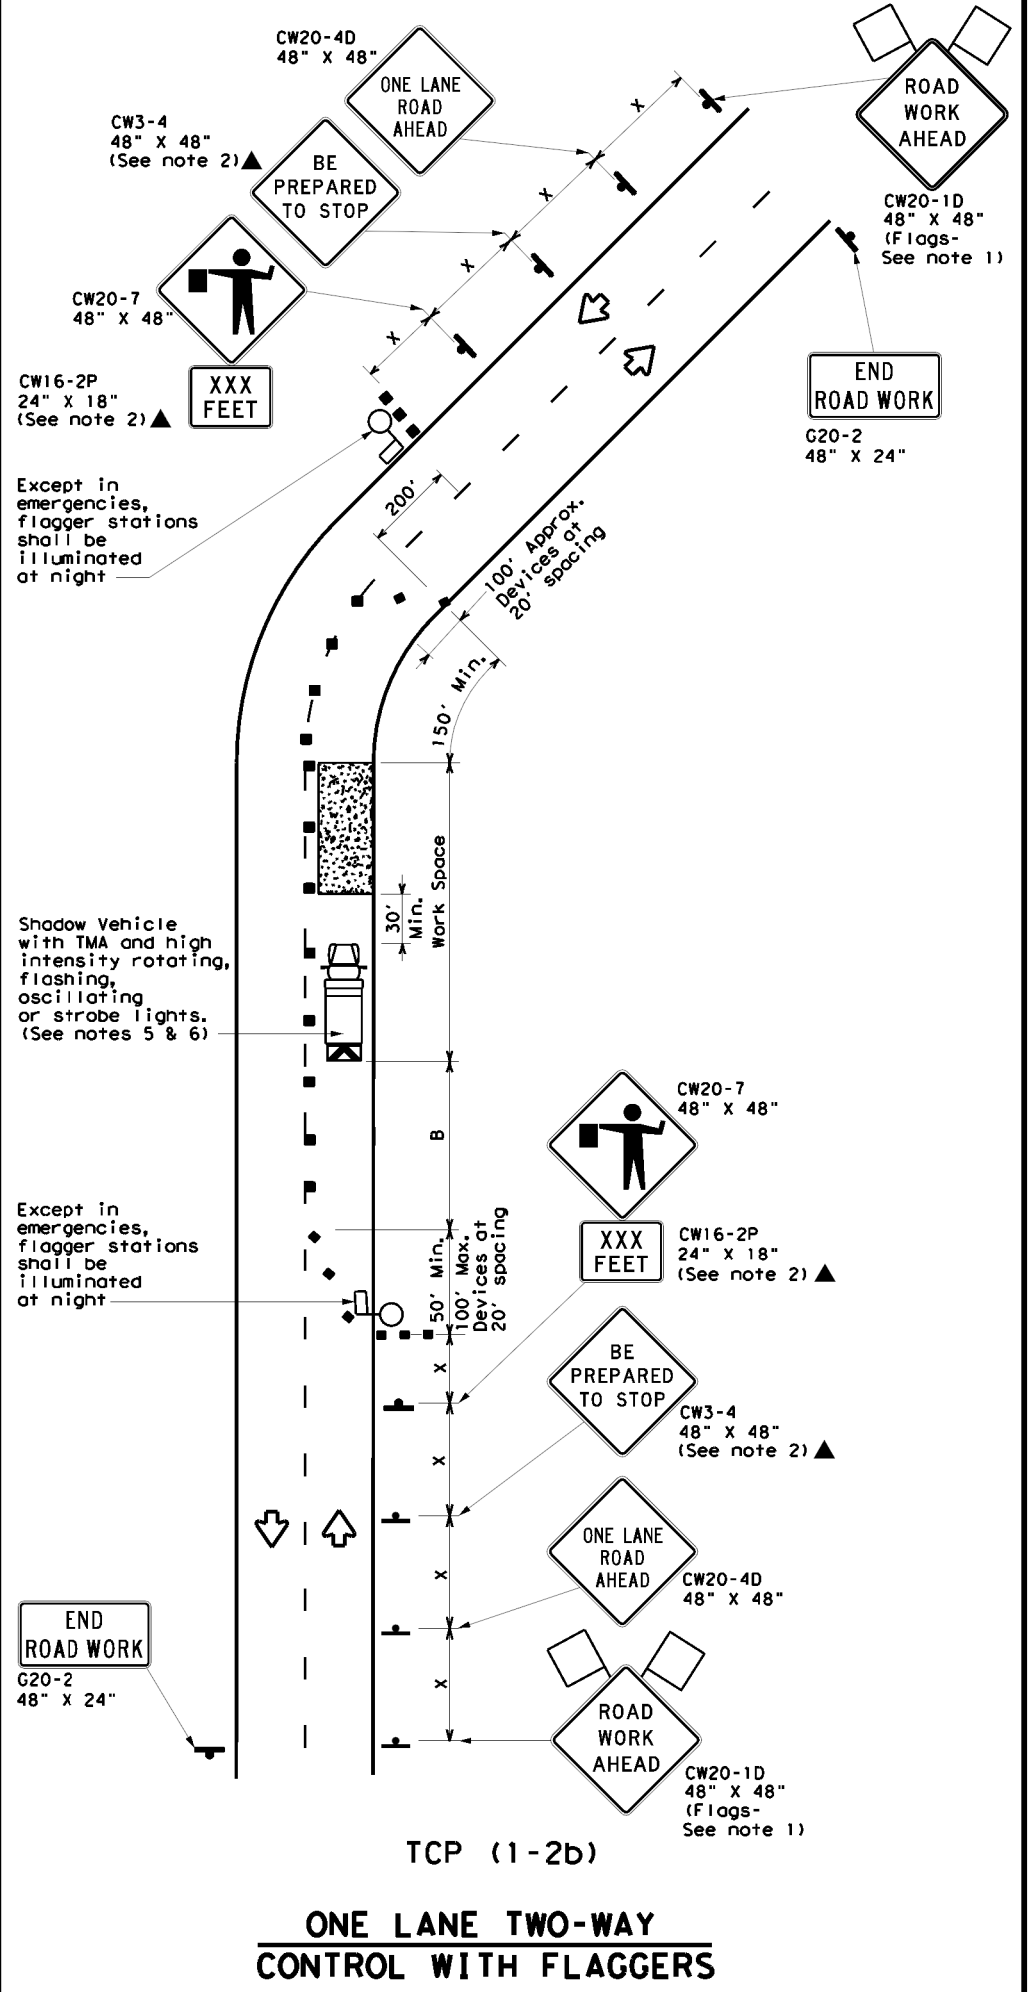 CW20-4D
48" X 48"
ONE LANE
ROAD
AHEAD
ROAD
WORK
AHEAD
CW20-1D
48" X 48"
(Flags-
See note 1)
CW3-4
48" X 48"
(See note 2)
BE
PREPARED
TO STOP
X
X
X
X
CW20-7
48" X 48"
CW16-2P
24" X 18"
(See note 2)
XXX
FEET
END
ROAD WORK
G20-2
48" X 24"
Except in
emergencies,
flagger stations
shall be
illuminated
at night
200'
100' Approx.
Devices at
20' spacing
150' Min.
Work Space
30'
Min.
Shadow Vehicle
with TMA and high
intensity rotating,
flashing,
oscillating
or strobe lights.
(See notes 5 & 6)
B
CW20-7
48" X 48"
XXX
FEET
CW16-2P
24" X 18"
(See note 2)
Except in
emergencies,
flagger stations
shall be
illuminated
at night
50' Min.
100' Max.
Devices at
20' spacing
X
X
X
X
BE
PREPARED
TO STOP
CW3-4
48" X 48"
(See note 2)
ONE LANE
ROAD
AHEAD
CW20-4D
48" X 48"
END
ROAD WORK
G20-2
48" X 24"
ROAD
WORK
AHEAD
CW20-1D
48" X 48"
(Flags-
See note 1)
TCP (1-2b)
ONE LANE TWO-WAY
CONTROL WITH FLAGGERS